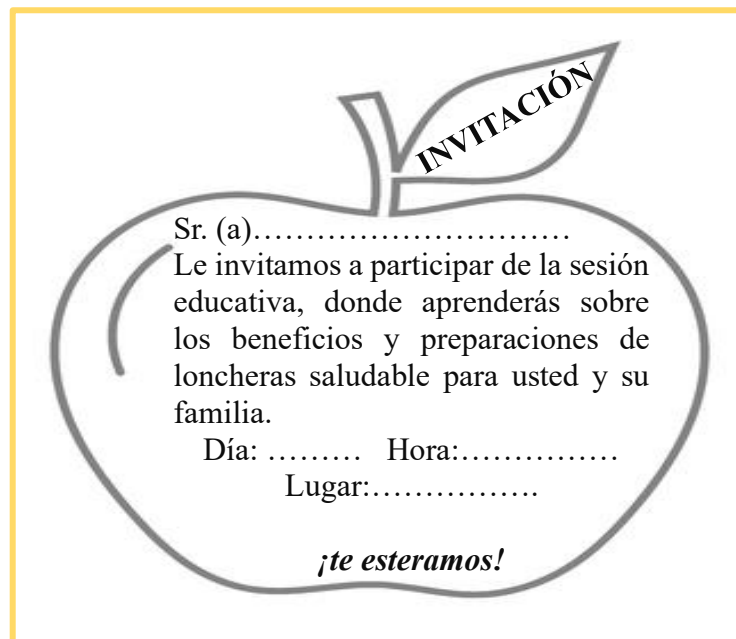 INVITACIÓN
Sr. (a)……………………………
Le invitamos a participar de la sesión
educativa, donde aprenderás sobre
los beneficios y preparaciones de
loncheras saludable para usted y su
familia.
Día: ……… Hora:……………
Lugar:…………….
¡te esteramos!